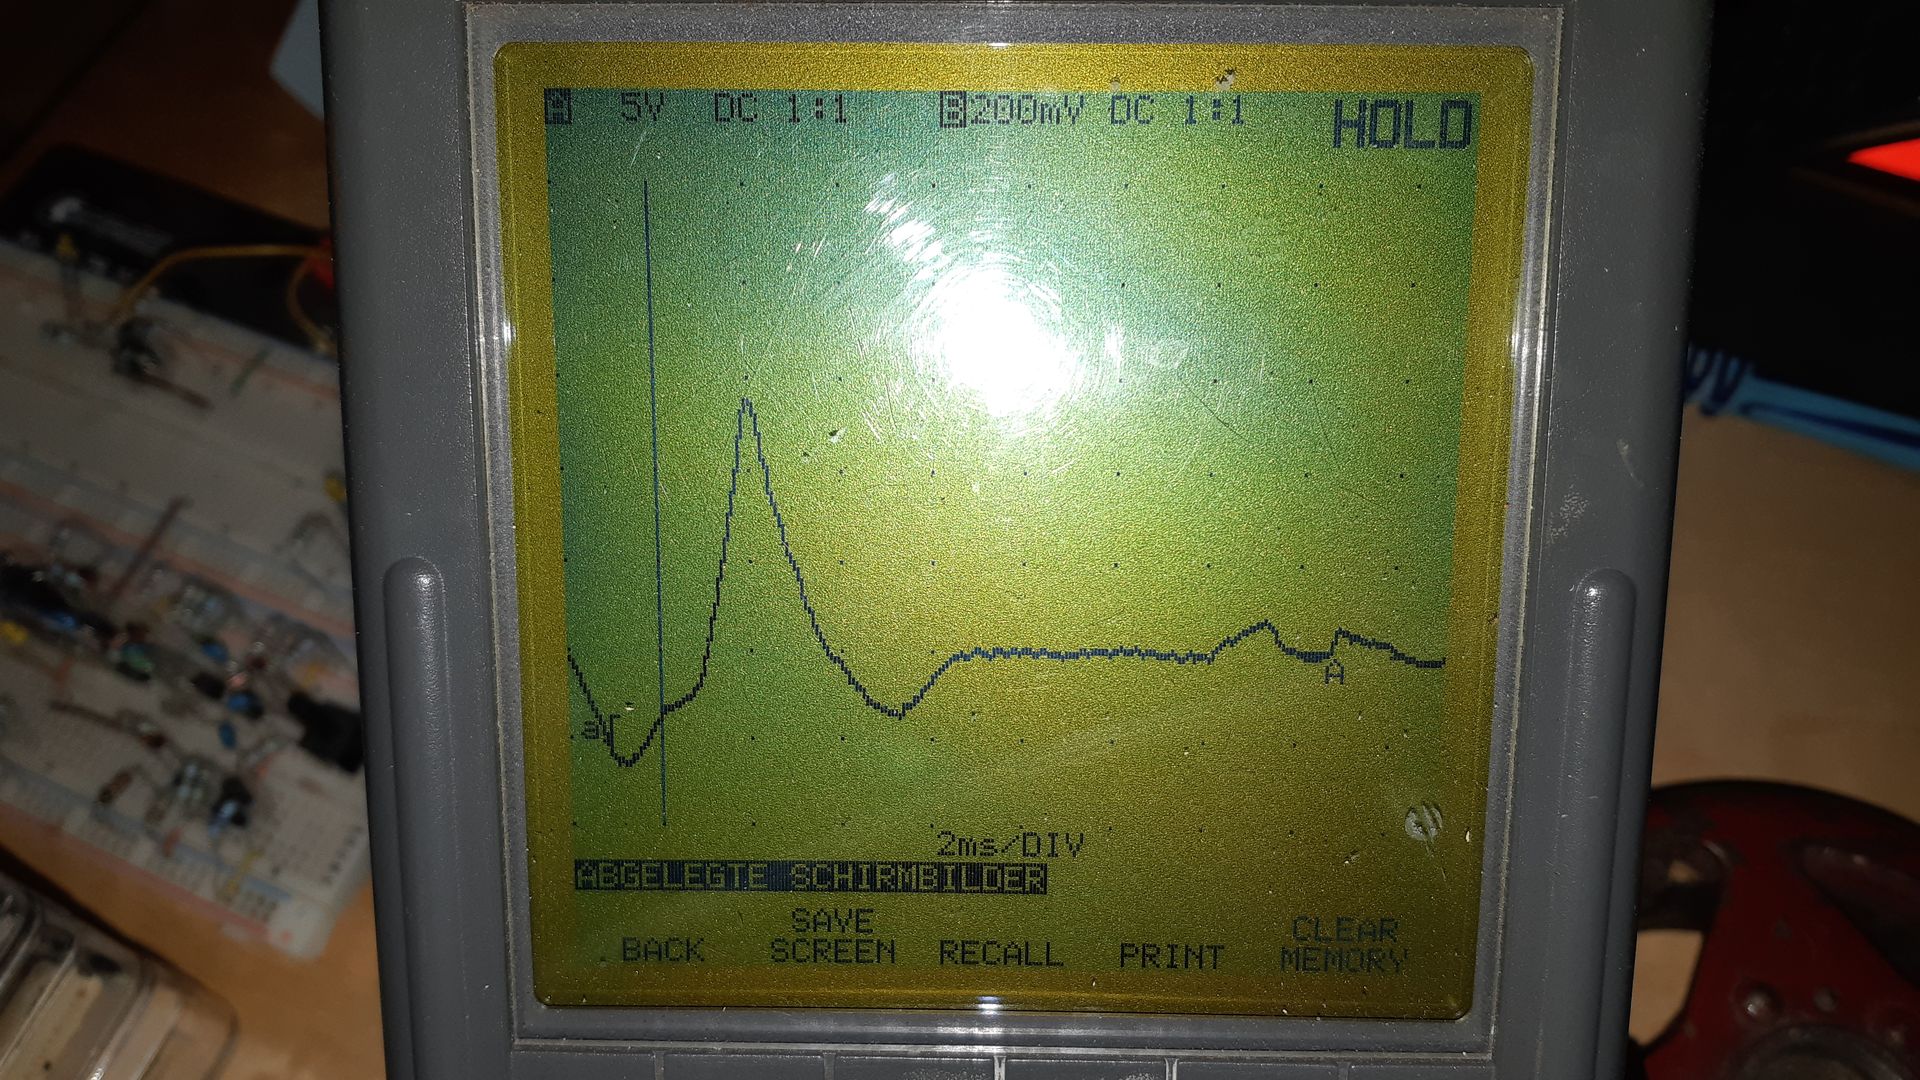 A 5V DC 1:1 B 200mV DC 1:1 HOLD
a
A
2ms/DIV
ABGELEGTE SCHIRMBILDER
BACK SAVE SCREEN RECALL PRINT CLEAR MEMORY